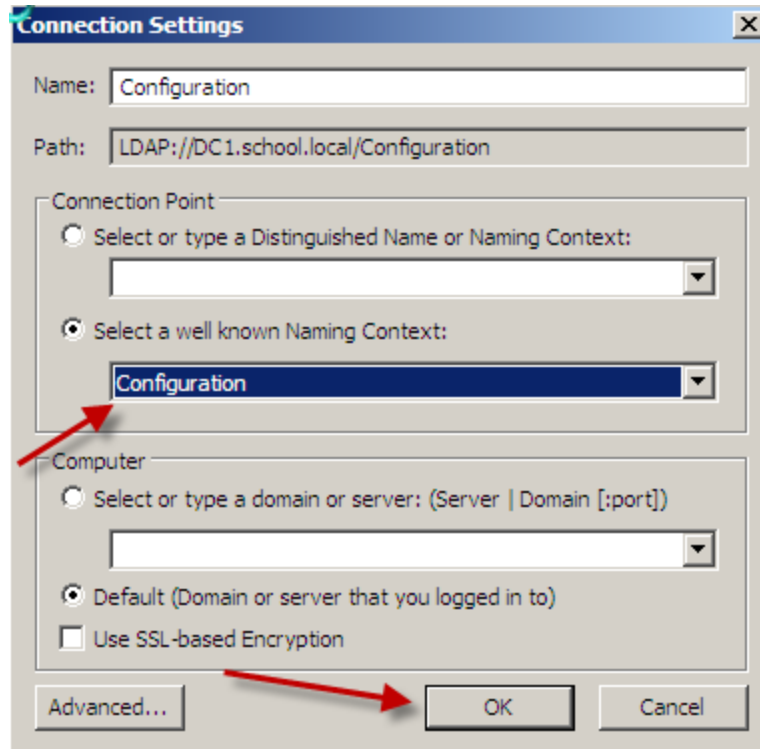 Connection Settings
Name: Configuration
Path: LDAP://DC1.school.local/Configuration
Connection Point
Select or type a Distinguished Name or Naming Context:
Select a well known Naming Context:
Configuration
Computer
Select or type a domain or server: (Server | Domain [:port])
Default (Domain or server that you logged in to)
Use SSL-based Encryption
Advanced... OK Cancel